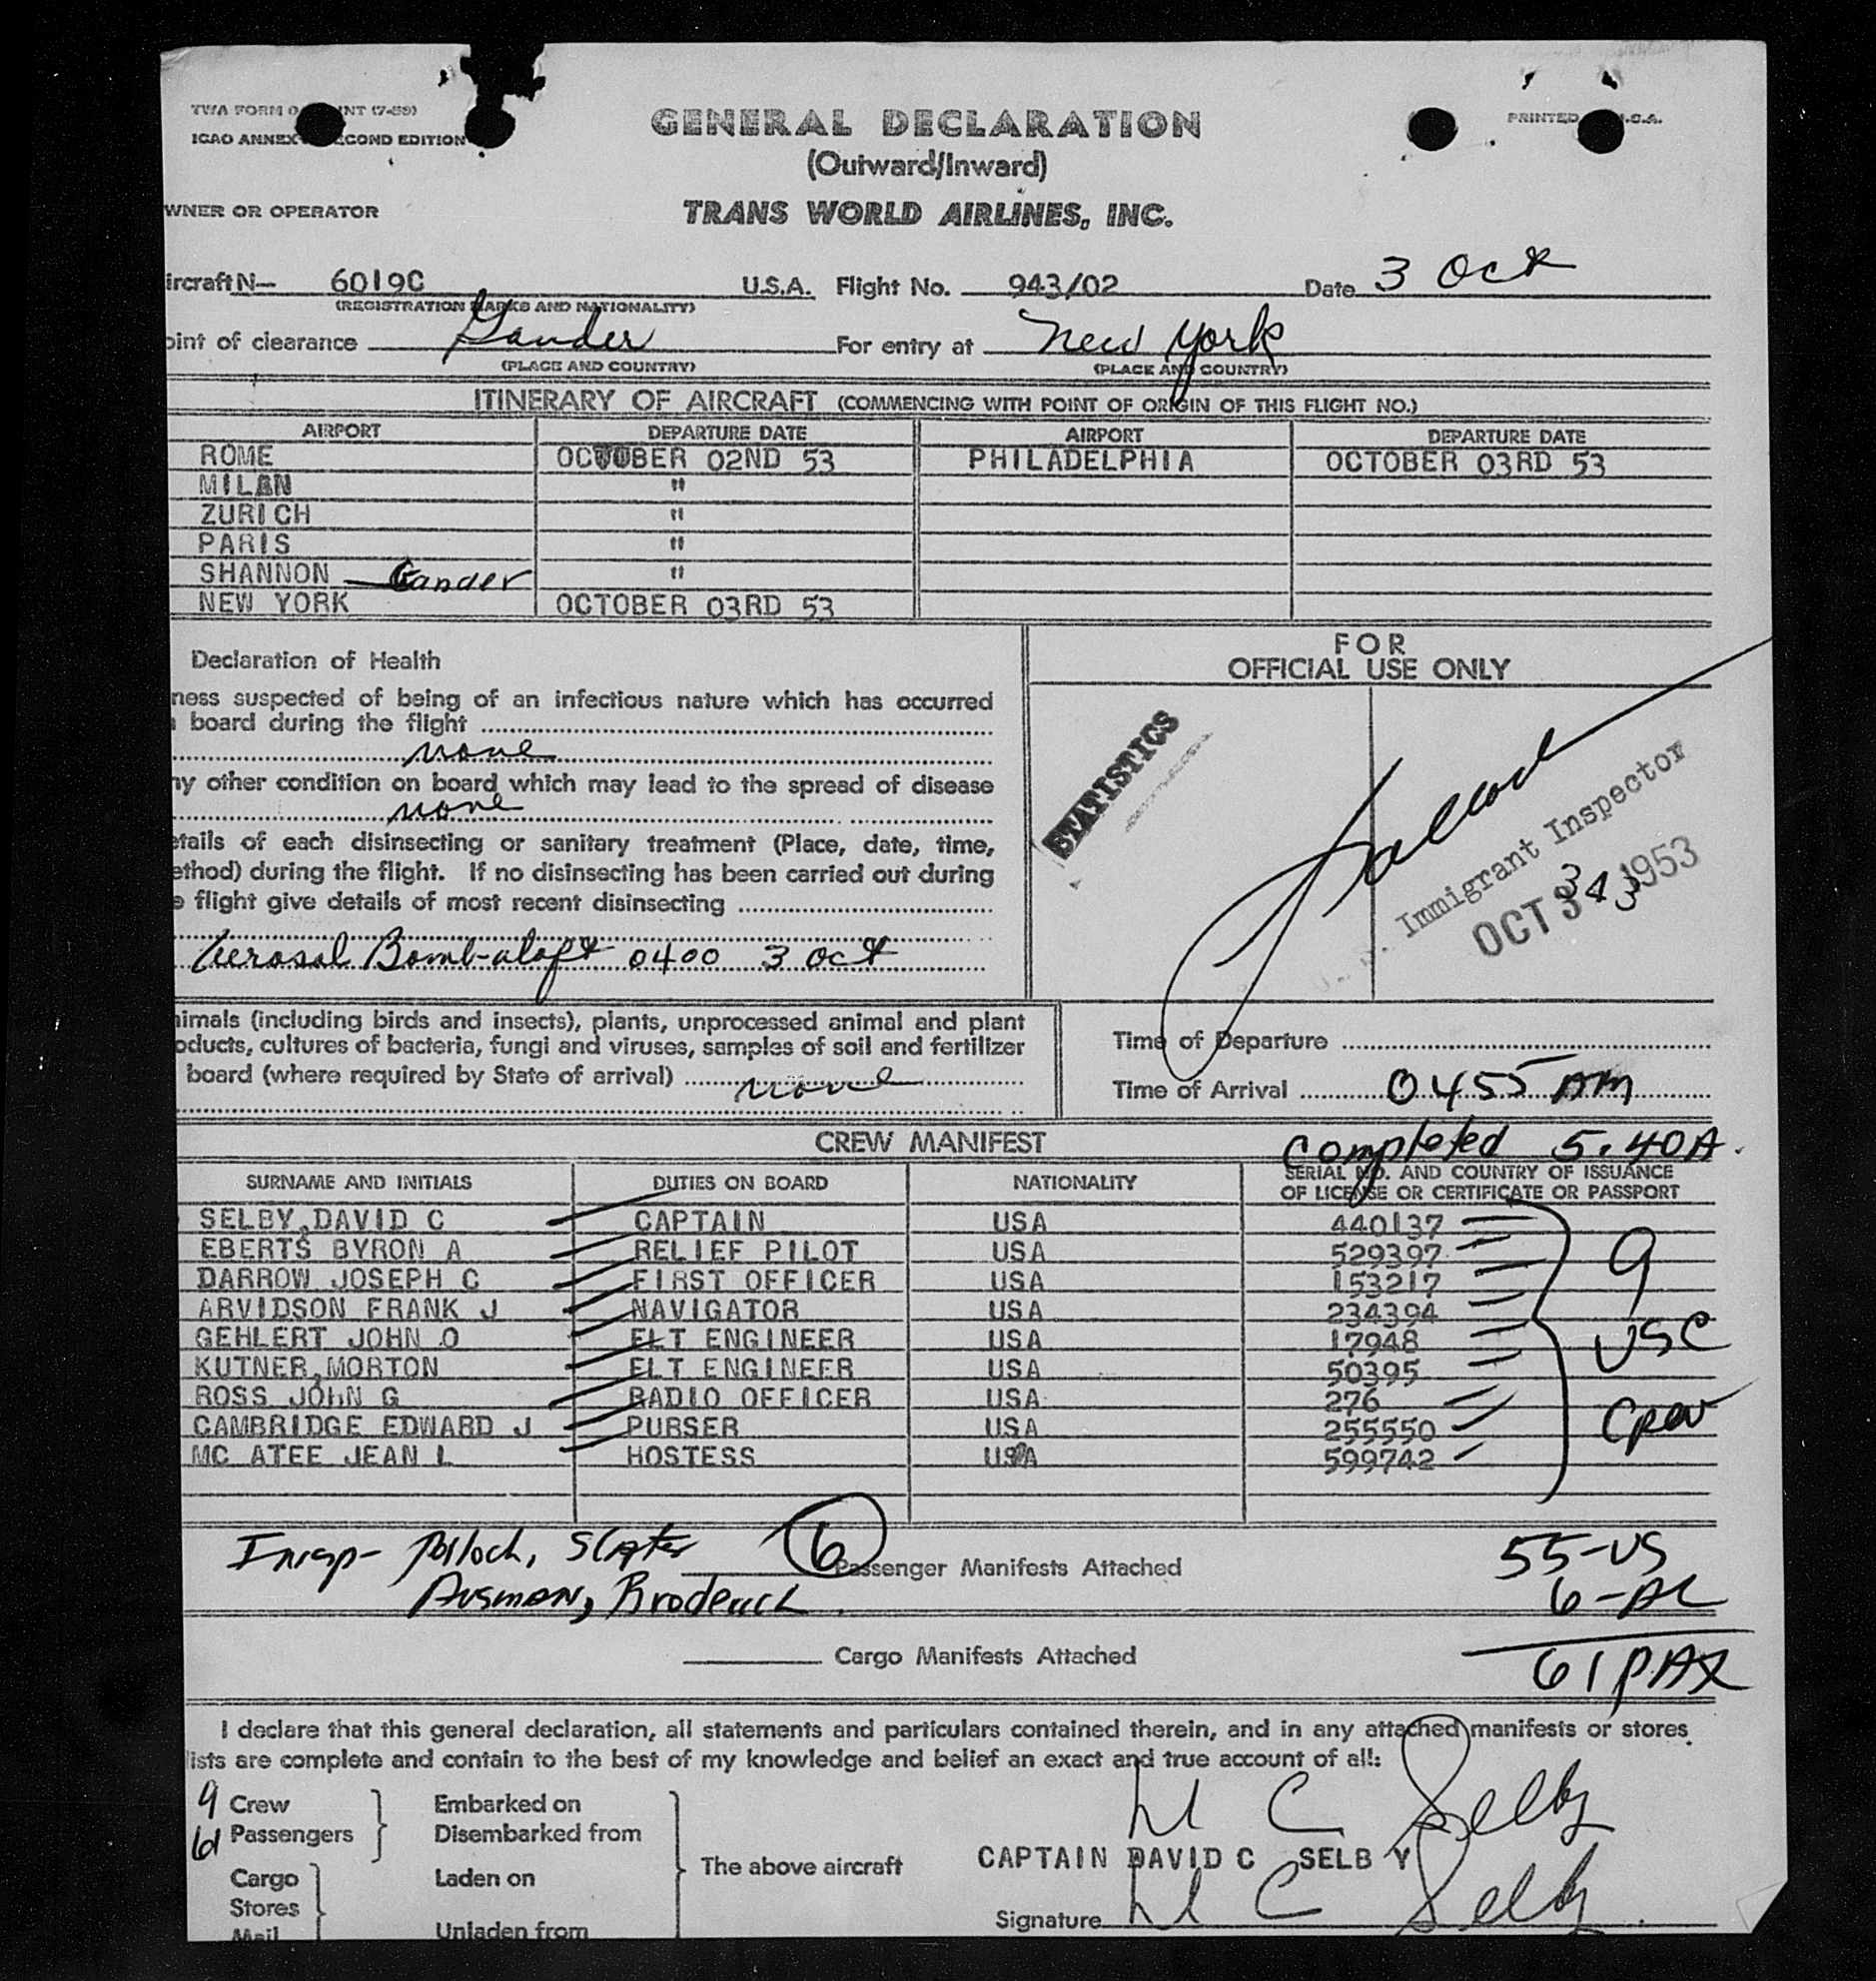 TWA FORM NT (7-53)
ICAO ANNEX ECOND EDITION
GENERAL DECLARATION
PRINTED
(Outward/Inward)
WNER OR OPERATOR
TRANS WORLD AIRLINES, INC.
ircraft N— 6019C U.S.A. Flight No. 943/02 Date 3 Oct
(REGISTRATION MARKS AND NATIONALITY)
oint of clearance Gander For entry at New York
(PLACE AND COUNTRY) (PLACE AND COUNTRY)
ITINERARY OF AIRCRAFT (COMMENCING WITH POINT OF ORIGIN OF THIS FLIGHT NO.)
AIRPORT DEPARTURE DATE AIRPORT DEPARTURE DATE
ROME OCTOBER 02ND 53 PHILADELPHIA OCTOBER 03RD 53
MILAN "
ZURICH "
PARIS "
SHANNON — Gander "
NEW YORK OCTOBER 03RD 53
Declaration of Health
ness suspected of being of an infectious nature which has occurred
board during the flight
none
ny other condition on board which may lead to the spread of disease
none
etails of each disinsecting or sanitary treatment (Place, date, time,
ethod) during the flight. If no disinsecting has been carried out during
e flight give details of most recent disinsecting
Aerosol Bomb-aloft 0400 3 Oct
FOR
OFFICIAL USE ONLY
STATISTICS
Immigrant Inspector
OCT 3 1953
343
nimals (including birds and insects), plants, unprocessed animal and plant
oducts, cultures of bacteria, fungi and viruses, samples of soil and fertilizer
board (where required by State of arrival) none
Time of Departure
Time of Arrival 0455 AM
CREW MANIFEST Completed 5.40A.
SURNAME AND INITIALS DUTIES ON BOARD NATIONALITY SERIAL NO. AND COUNTRY OF ISSUANCE
OF LICENSE OR CERTIFICATE OR PASSPORT
SELBY, DAVID C CAPTAIN USA 440137
EBERTS BYRON A RELIEF PILOT USA 529397
DARROW JOSEPH C FIRST OFFICER USA 153217
ARVIDSON FRANK J NAVIGATOR USA 234394
GEHLERT JOHN O FLT ENGINEER USA 17948
KUTNER, MORTON FLT ENGINEER USA 50395
ROSS JOHN G RADIO OFFICER USA 276
CAMBRIDGE EDWARD J PURSER USA 255550
MC ATEE JEAN L HOSTESS USA 599742
9
USC
Crew
Insp- Polloch, Slater 6 Passenger Manifests Attached 55-US
Ausman, Broderick 6-AL
Cargo Manifests Attached 61 PAX
I declare that this general declaration, all statements and particulars contained therein, and in any attached manifests or stores
lists are complete and contain to the best of my knowledge and belief an exact and true account of all:
9 Crew Embarked on
61 Passengers Disembarked from
D C Selby
The above aircraft CAPTAIN DAVID C SELB Y
Cargo Laden on
Stores
Signature D C Selby
Mail Unladen from